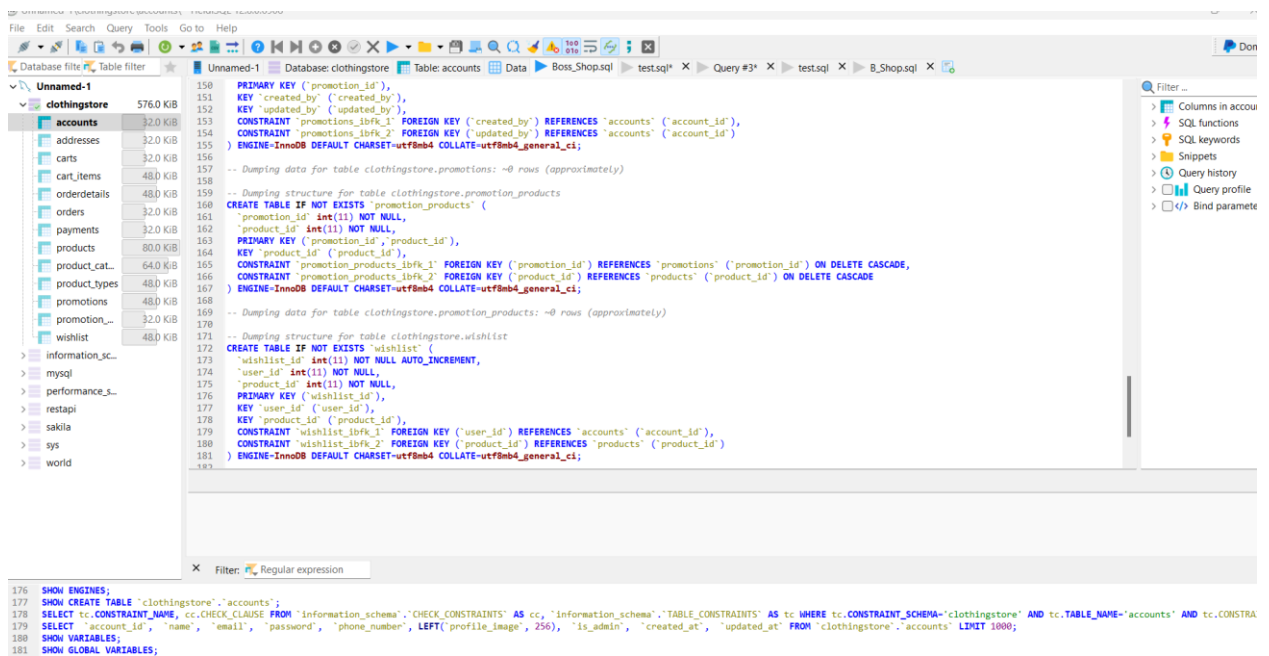 File Edit Search Query Tools Go to Help
Database filte Table filter
Unnamed-1 Database: clothingstore Table: accounts Data Boss_Shop.sql test.sql* Query #3* test.sql B_Shop.sql
Unnamed-1
clothingstore 576.0 KiB
accounts 32.0 KiB
addresses 32.0 KiB
carts 32.0 KiB
cart_items 48.0 KiB
orderdetails 48.0 KiB
orders 32.0 KiB
payments 32.0 KiB
products 80.0 KiB
product_cat... 64.0 KiB
product_types 48.0 KiB
promotions 48.0 KiB
promotion_... 32.0 KiB
wishlist 48.0 KiB
information_sc...
mysql
performance_s...
restapi
sakila
sys
world
150 PRIMARY KEY (`promotion_id`),
151 KEY `created_by` (`created_by`),
152 KEY `updated_by` (`updated_by`),
153 CONSTRAINT `promotions_ibfk_1` FOREIGN KEY (`created_by`) REFERENCES `accounts` (`account_id`),
154 CONSTRAINT `promotions_ibfk_2` FOREIGN KEY (`updated_by`) REFERENCES `accounts` (`account_id`)
155 ) ENGINE=InnoDB DEFAULT CHARSET=utf8mb4 COLLATE=utf8mb4_general_ci;
156
157 -- Dumping data for table clothingstore.promotions: ~0 rows (approximately)
158
159 -- Dumping structure for table clothingstore.promotion_products
160 CREATE TABLE IF NOT EXISTS `promotion_products` (
161 `promotion_id` int(11) NOT NULL,
162 `product_id` int(11) NOT NULL,
163 PRIMARY KEY (`promotion_id`,`product_id`),
164 KEY `product_id` (`product_id`),
165 CONSTRAINT `promotion_products_ibfk_1` FOREIGN KEY (`promotion_id`) REFERENCES `promotions` (`promotion_id`) ON DELETE CASCADE,
166 CONSTRAINT `promotion_products_ibfk_2` FOREIGN KEY (`product_id`) REFERENCES `products` (`product_id`) ON DELETE CASCADE
167 ) ENGINE=InnoDB DEFAULT CHARSET=utf8mb4 COLLATE=utf8mb4_general_ci;
168
169 -- Dumping data for table clothingstore.promotion_products: ~0 rows (approximately)
170
171 -- Dumping structure for table clothingstore.wishlist
172 CREATE TABLE IF NOT EXISTS `wishlist` (
173 `wishlist_id` int(11) NOT NULL AUTO_INCREMENT,
174 `user_id` int(11) NOT NULL,
175 `product_id` int(11) NOT NULL,
176 PRIMARY KEY (`wishlist_id`),
177 KEY `user_id` (`user_id`),
178 KEY `product_id` (`product_id`),
179 CONSTRAINT `wishlist_ibfk_1` FOREIGN KEY (`user_id`) REFERENCES `accounts` (`account_id`),
180 CONSTRAINT `wishlist_ibfk_2` FOREIGN KEY (`product_id`) REFERENCES `products` (`product_id`)
181 ) ENGINE=InnoDB DEFAULT CHARSET=utf8mb4 COLLATE=utf8mb4_general_ci;
Don
Filter ...
Columns in accou
SQL functions
SQL keywords
Snippets
Query history
Query profile
Bind paramete
Filter: Regular expression
176 SHOW ENGINES;
177 SHOW CREATE TABLE `clothingstore`.`accounts`;
178 SELECT tc.CONSTRAINT_NAME, cc.CHECK_CLAUSE FROM `information_schema`.`CHECK_CONSTRAINTS` AS cc, `information_schema`.`TABLE_CONSTRAINTS` AS tc WHERE tc.CONSTRAINT_SCHEMA='clothingstore' AND tc.TABLE_NAME='accounts' AND tc.CONSTRA
179 SELECT `account_id`, `name`, `email`, `password`, `phone_number`, LEFT(`profile_image`, 256), `is_admin`, `created_at`, `updated_at` FROM `clothingstore`.`accounts` LIMIT 1000;
180 SHOW VARIABLES;
181 SHOW GLOBAL VARIABLES;